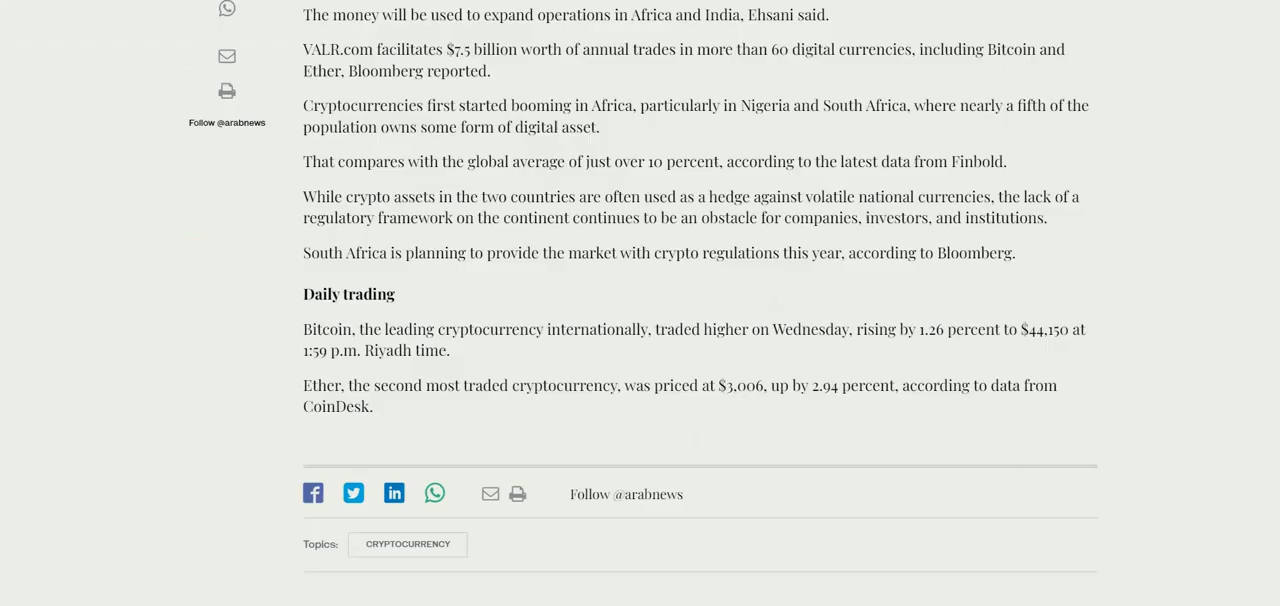 The money will be used to expand operations in Africa and India, Ehsani said.
VALR.com facilitates $7.5 billion worth of annual trades in more than 60 digital currencies, including Bitcoin and
Ether, Bloomberg reported.
Follow @arabnews
Cryptocurrencies first started booming in Africa, particularly in Nigeria and South Africa, where nearly a fifth of the
population owns some form of digital asset.
That compares with the global average of just over 10 percent, according to the latest data from Finbold.
While crypto assets in the two countries are often used as a hedge against volatile national currencies, the lack of a
regulatory framework on the continent continues to be an obstacle for companies, investors, and institutions.
South Africa is planning to provide the market with crypto regulations this year, according to Bloomberg.
Daily trading
Bitcoin, the leading cryptocurrency internationally, traded higher on Wednesday, rising by 1.26 percent to $44,150 at
1:59 p.m. Riyadh time.
Ether, the second most traded cryptocurrency, was priced at $3,006, up by 2.94 percent, according to data from
CoinDesk.
Follow @arabnews
Topics: CRYPTOCURRENCY